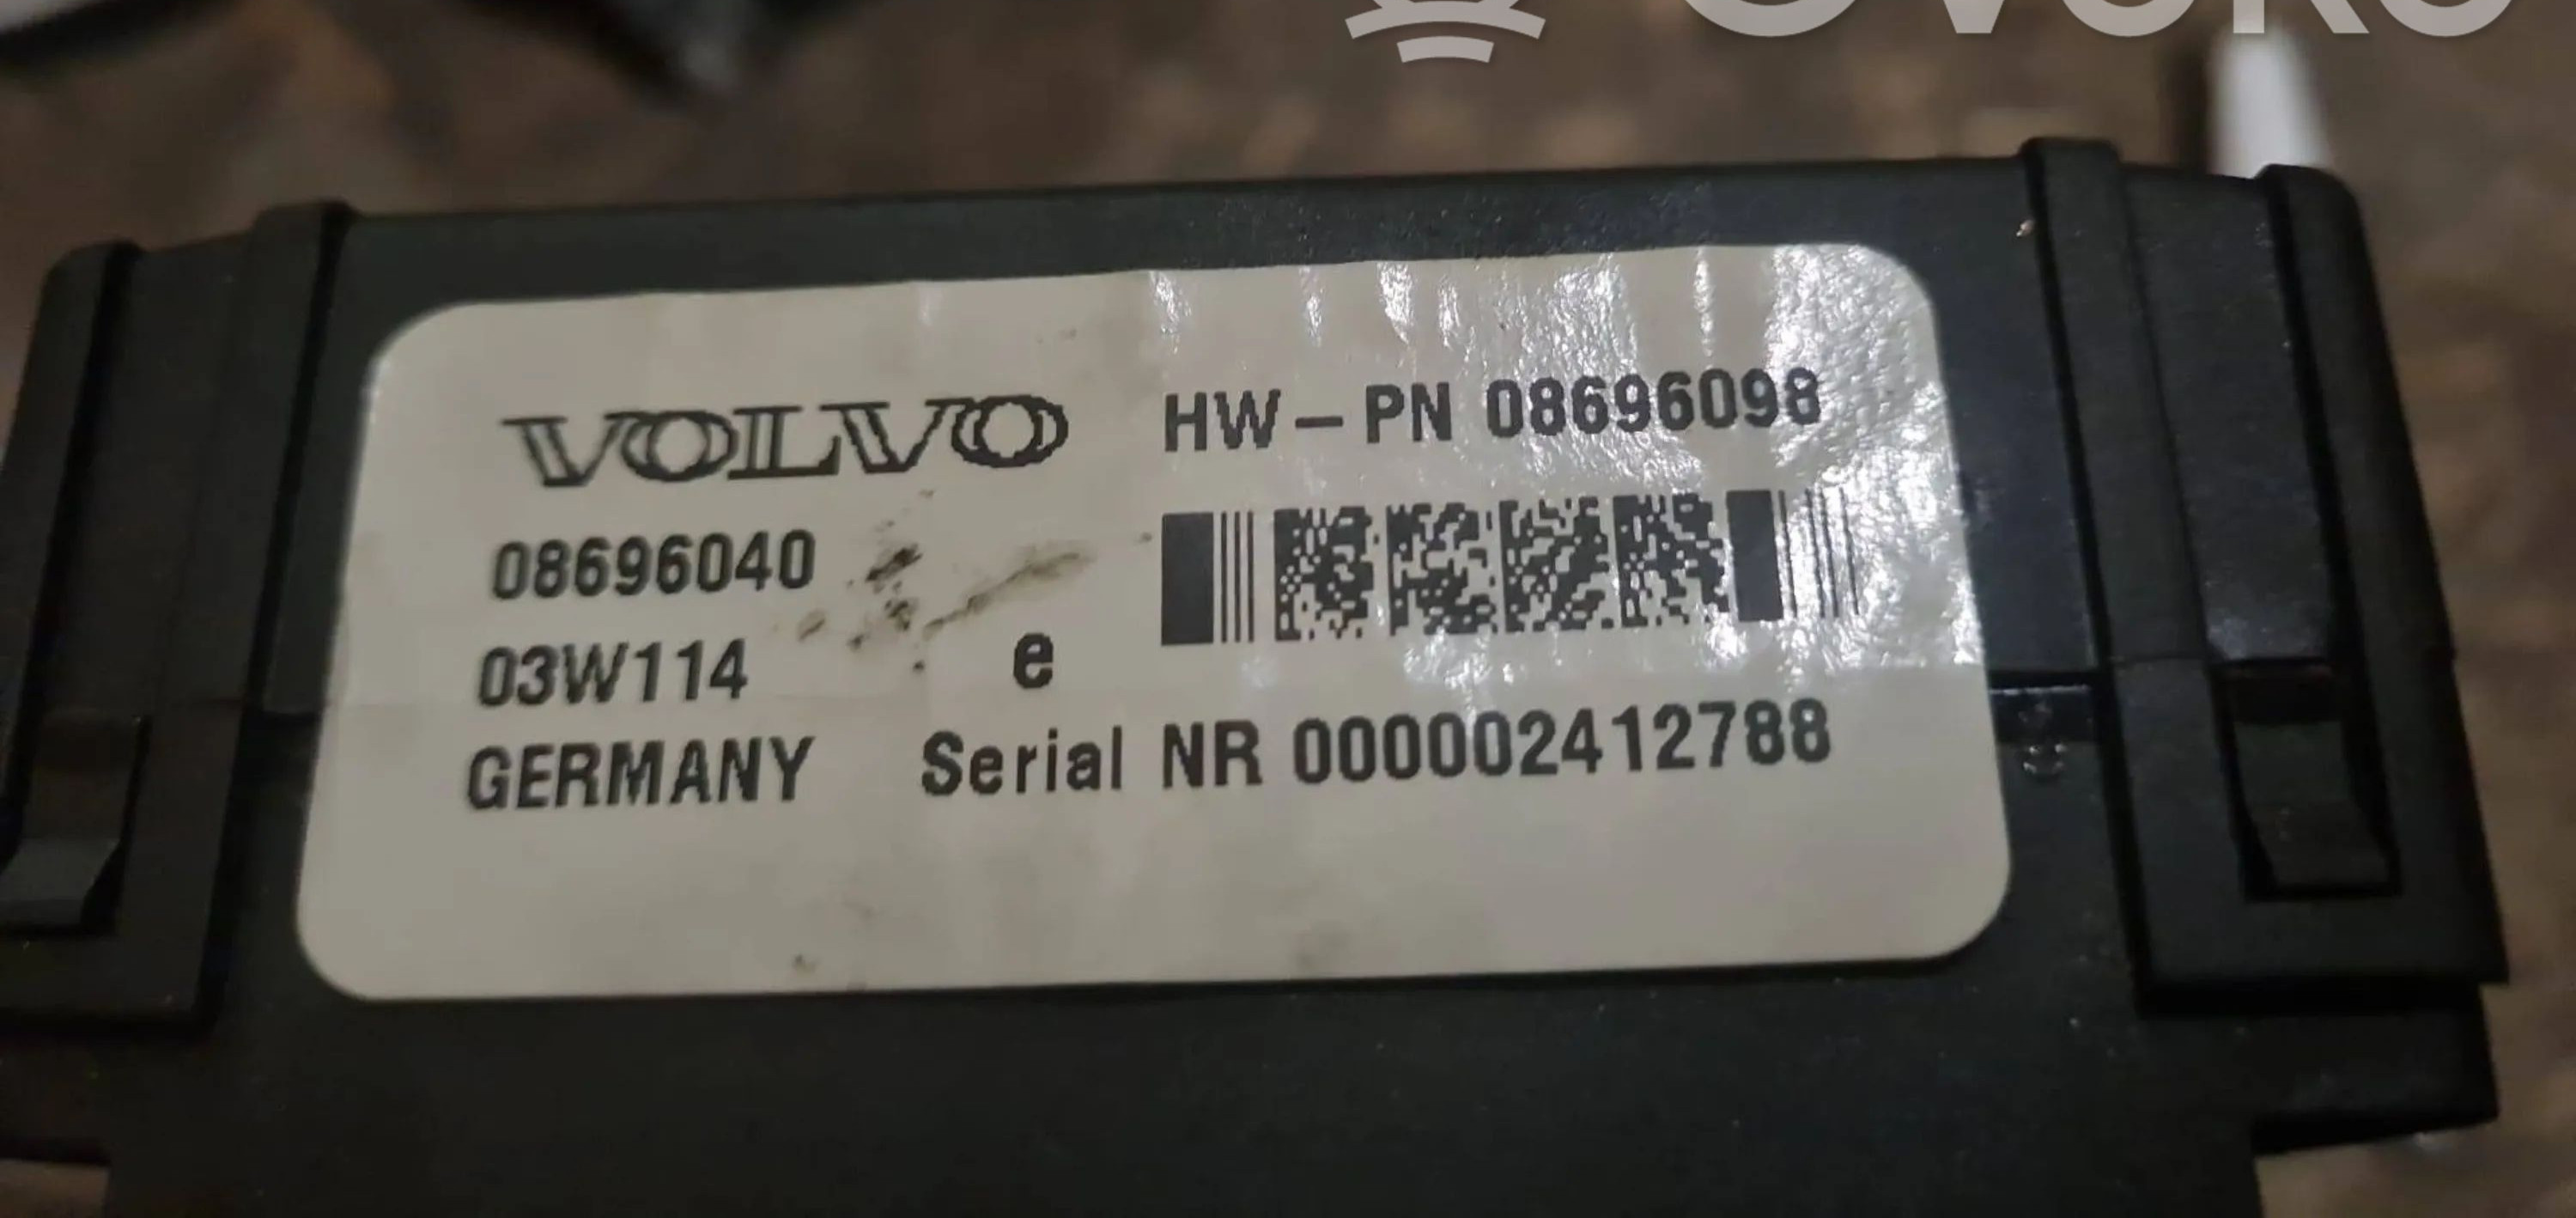 VOLVO HW-PN 08696098
08696040
03W114 e
GERMANY Serial NR 000002412788